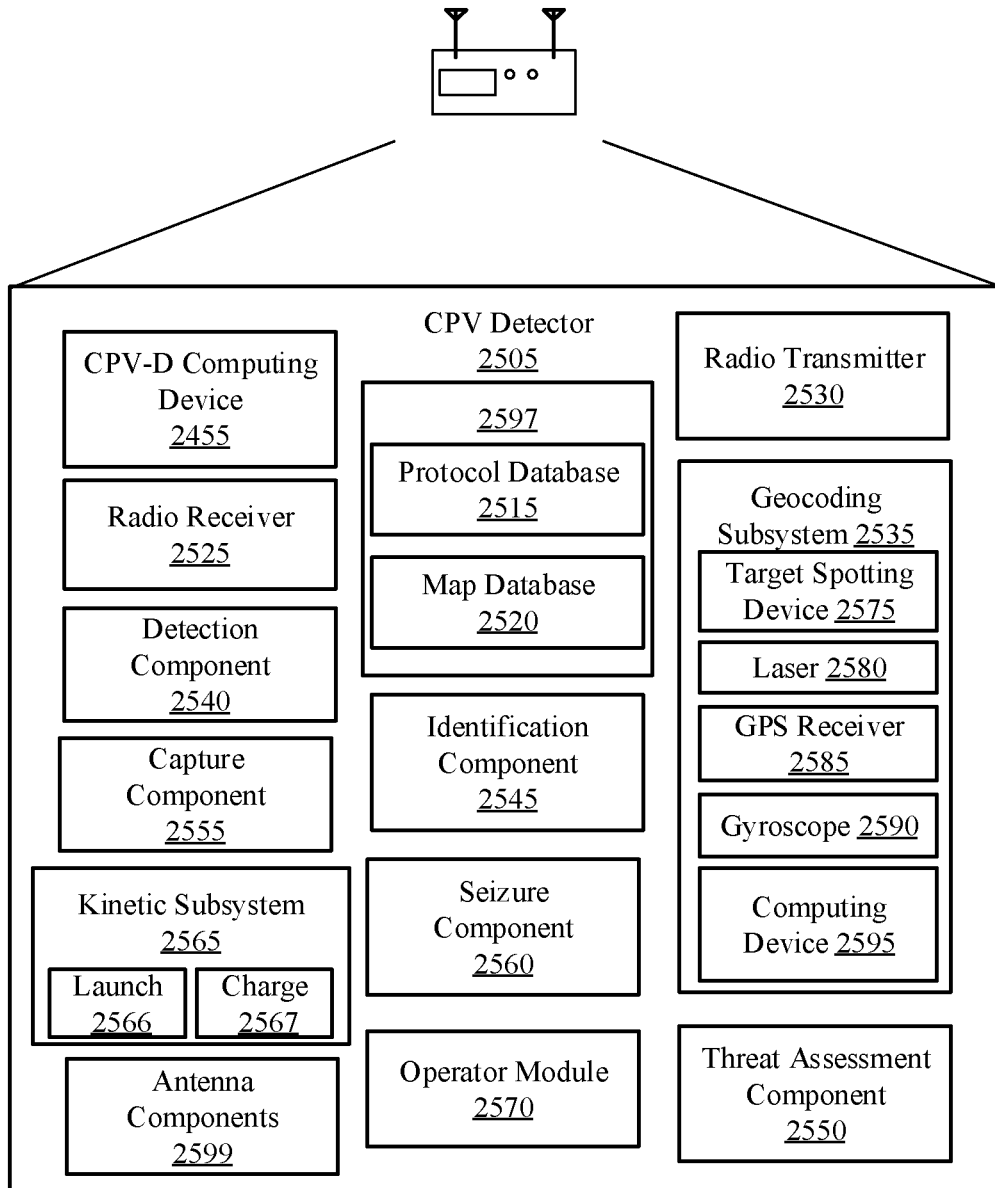 CPV Detector
2505
CPV-D Computing
Device
2455
Radio Receiver
2525
Detection
Component
2540
Capture
Component
2555
Kinetic Subsystem
2565
Launch
2566
Charge
2567
Antenna
Components
2599
2597
Protocol Database
2515
Map Database
2520
Identification
Component
2545
Seizure
Component
2560
Operator Module
2570
Radio Transmitter
2530
Geocoding
Subsystem 2535
Target Spotting
Device 2575
Laser 2580
GPS Receiver
2585
Gyroscope 2590
Computing
Device 2595
Threat Assessment
Component
2550